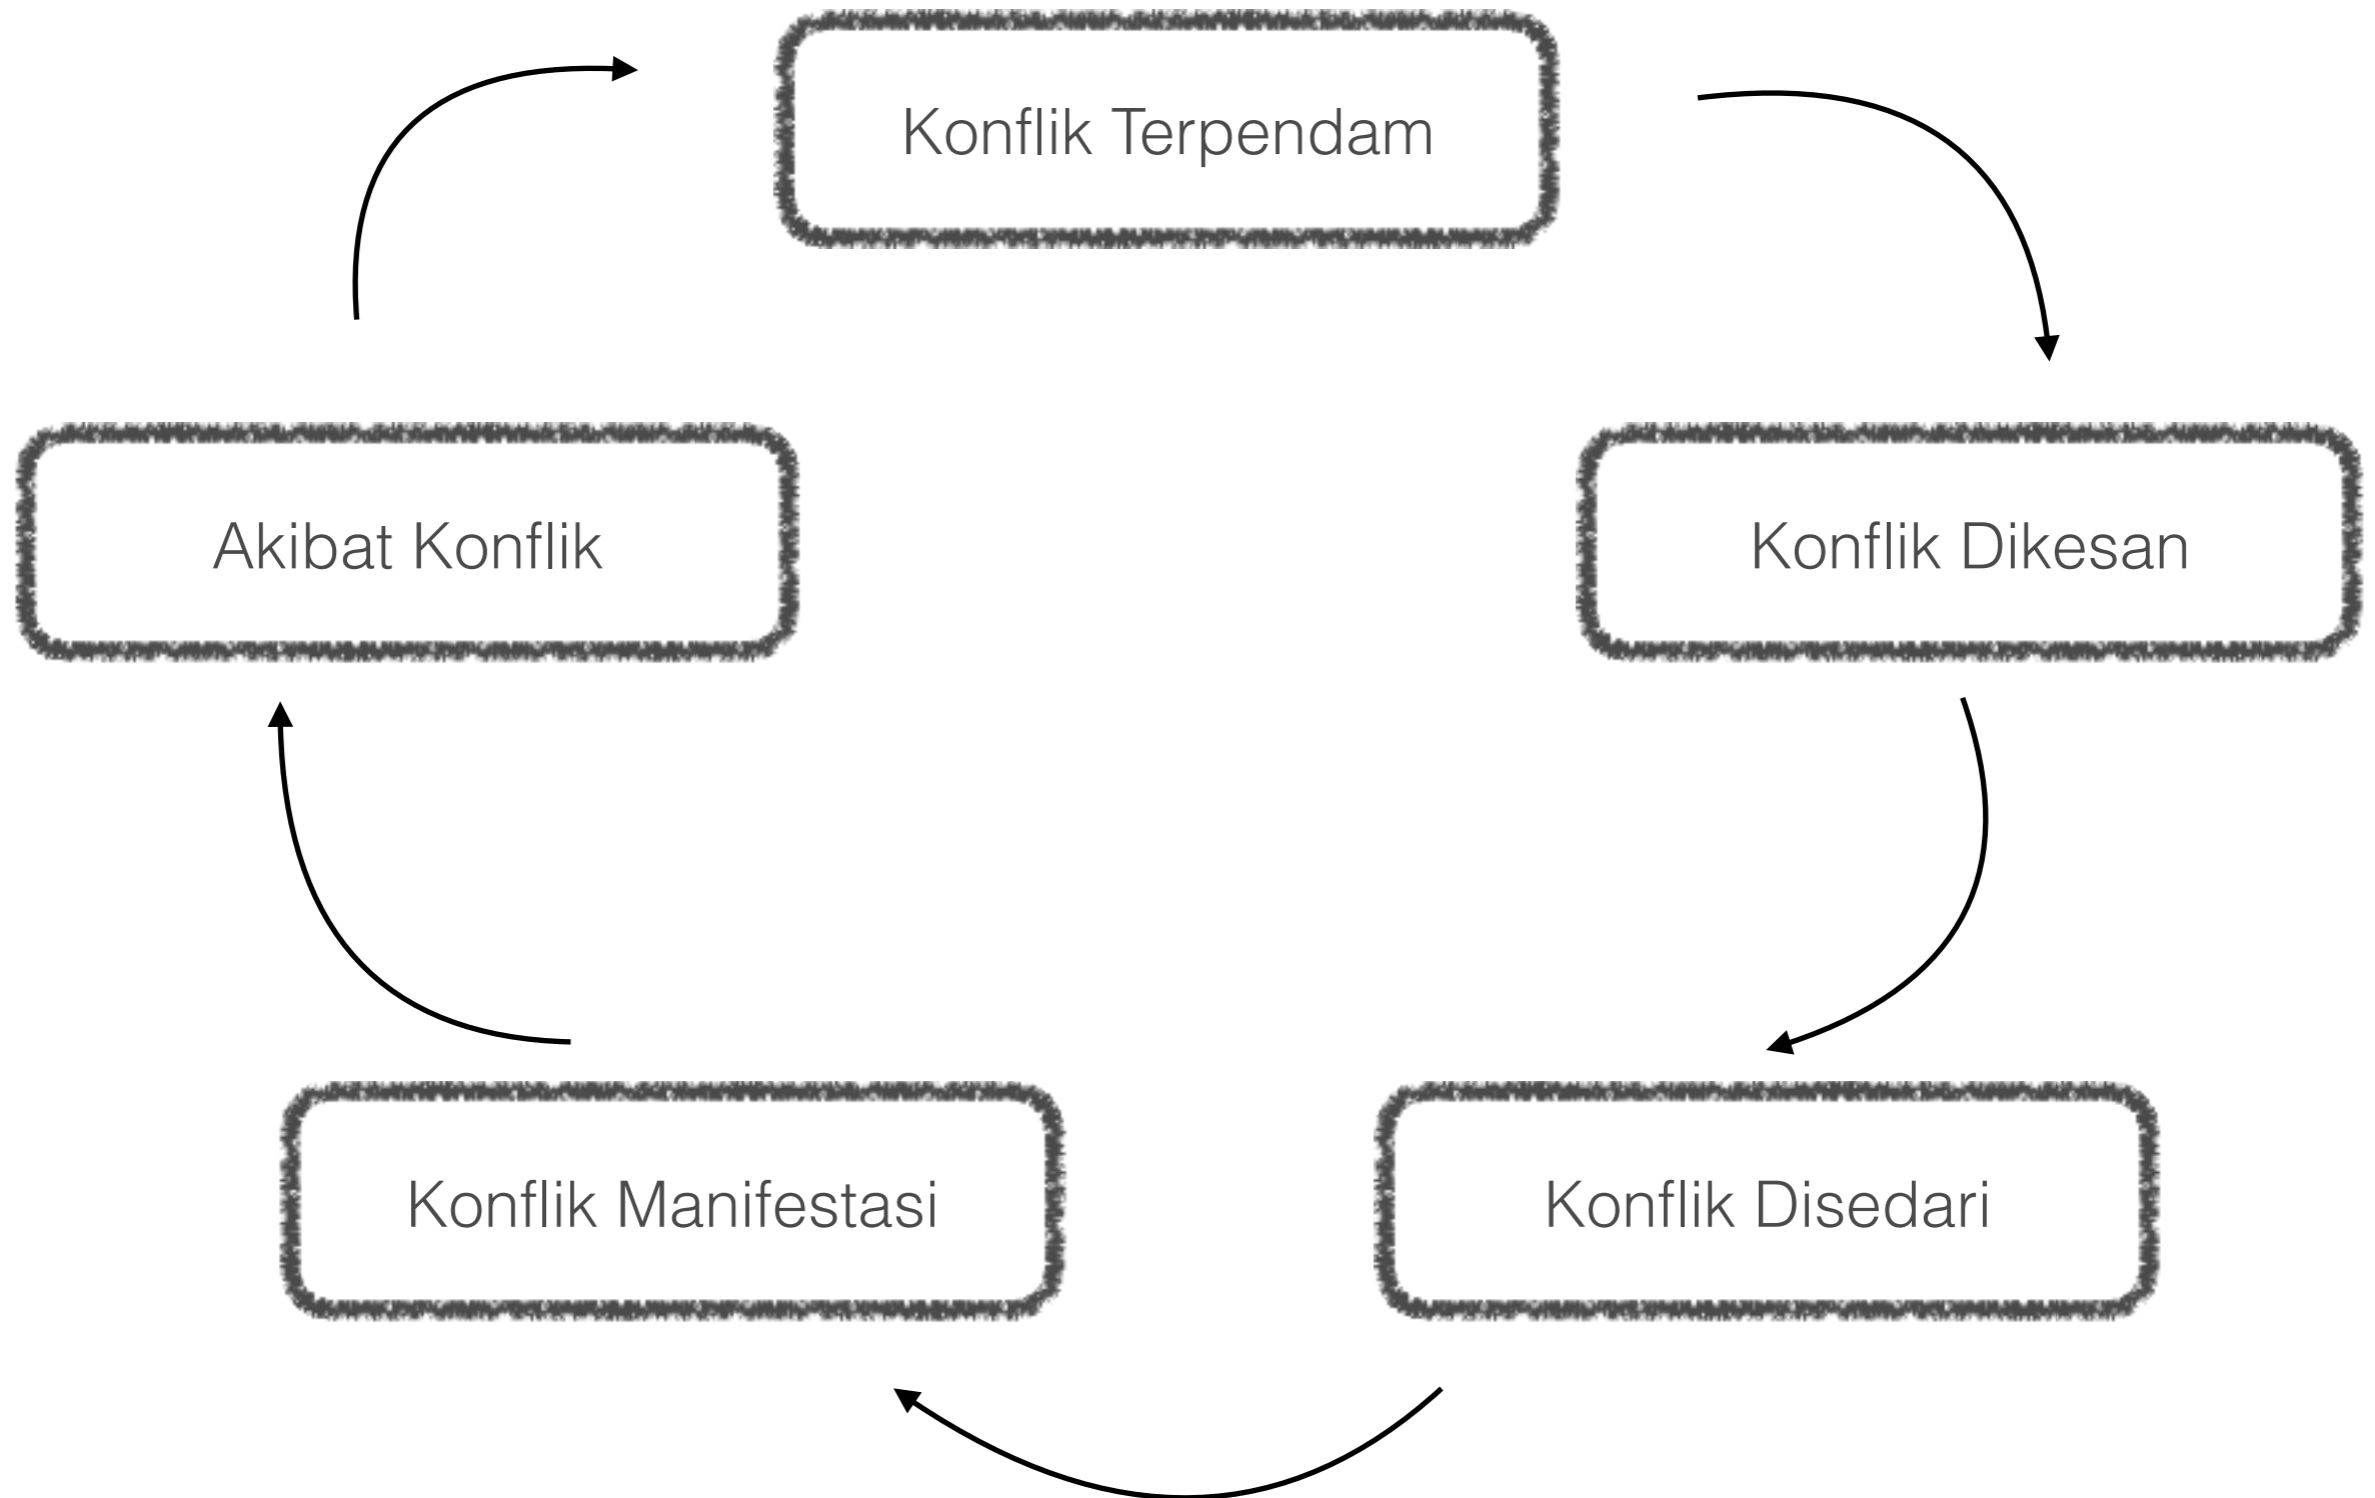 Konflik Terpendam
Akibat Konflik
Konflik Dikesan
Konflik Manifestasi
Konflik Disedari